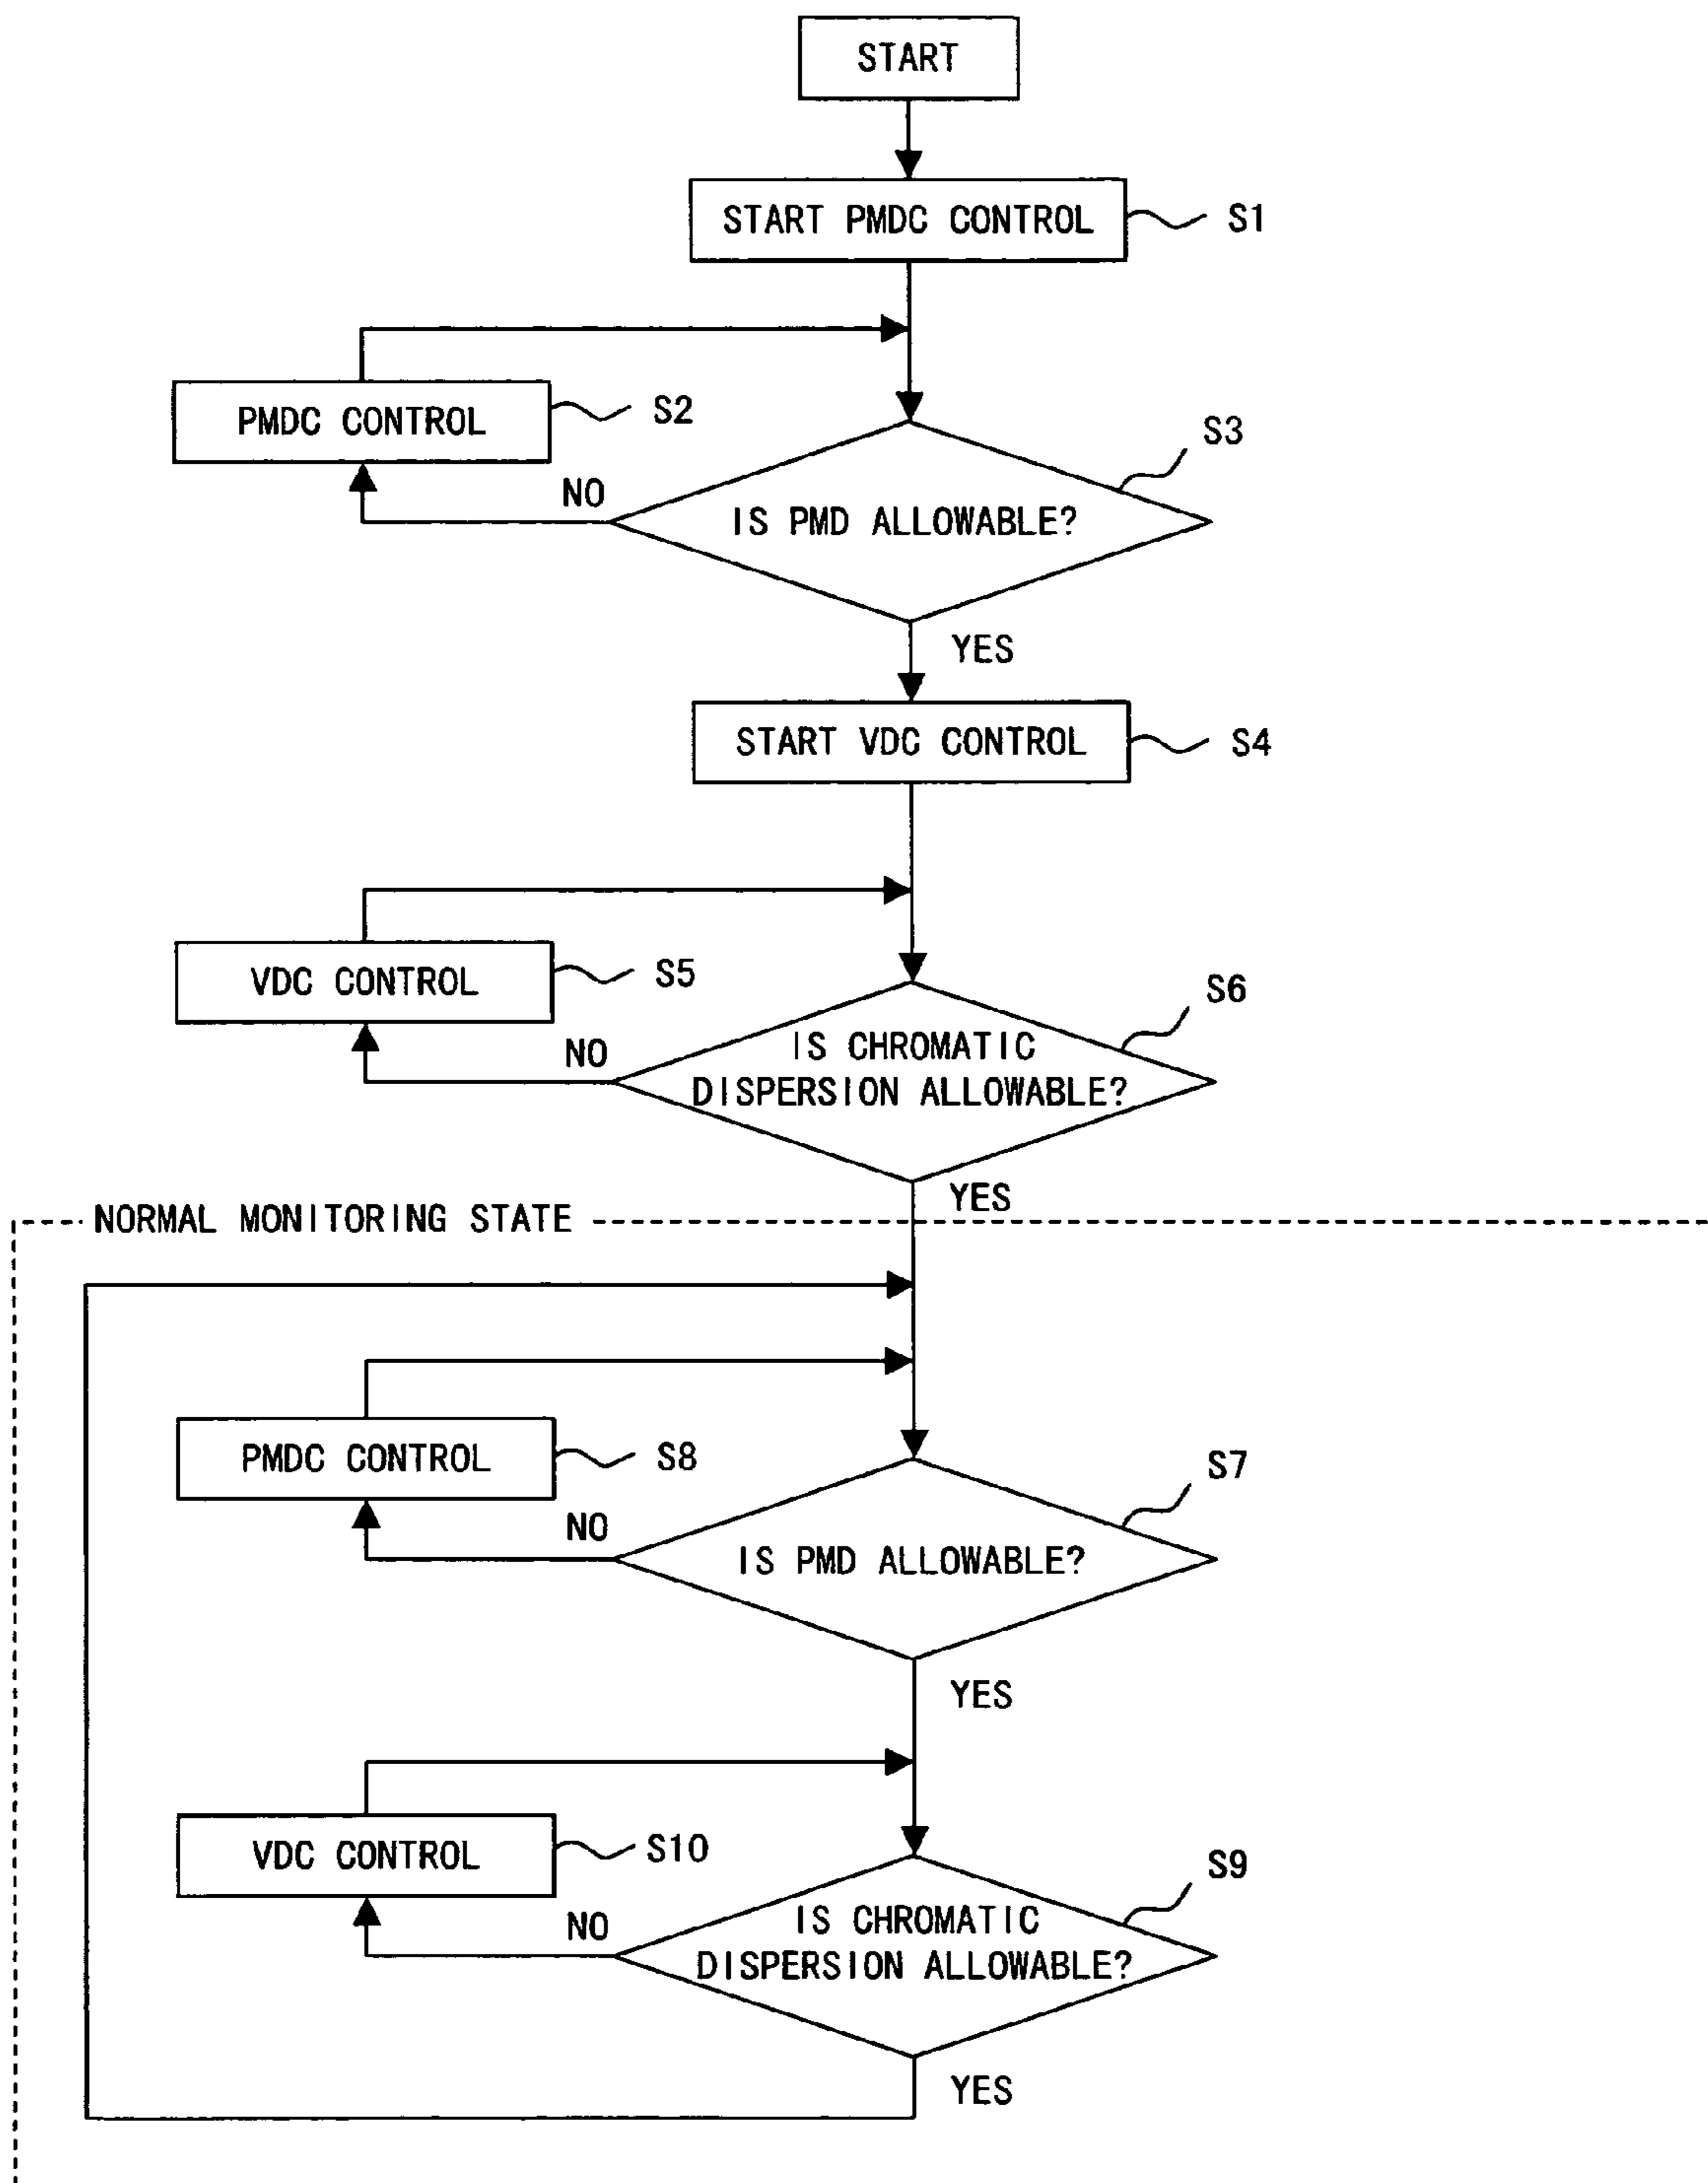 START
START PMDC CONTROL
S1
PMDC CONTROL
S2
S3
NO
IS PMD ALLOWABLE?
YES
START VDC CONTROL
S4
VDC CONTROL
S5
S6
NO
IS CHROMATIC
DISPERSION ALLOWABLE?
YES
NORMAL MONITORING STATE
PMDC CONTROL
S8
S7
NO
IS PMD ALLOWABLE?
YES
VDC CONTROL
S10
S9
NO
IS CHROMATIC
DISPERSION ALLOWABLE?
YES